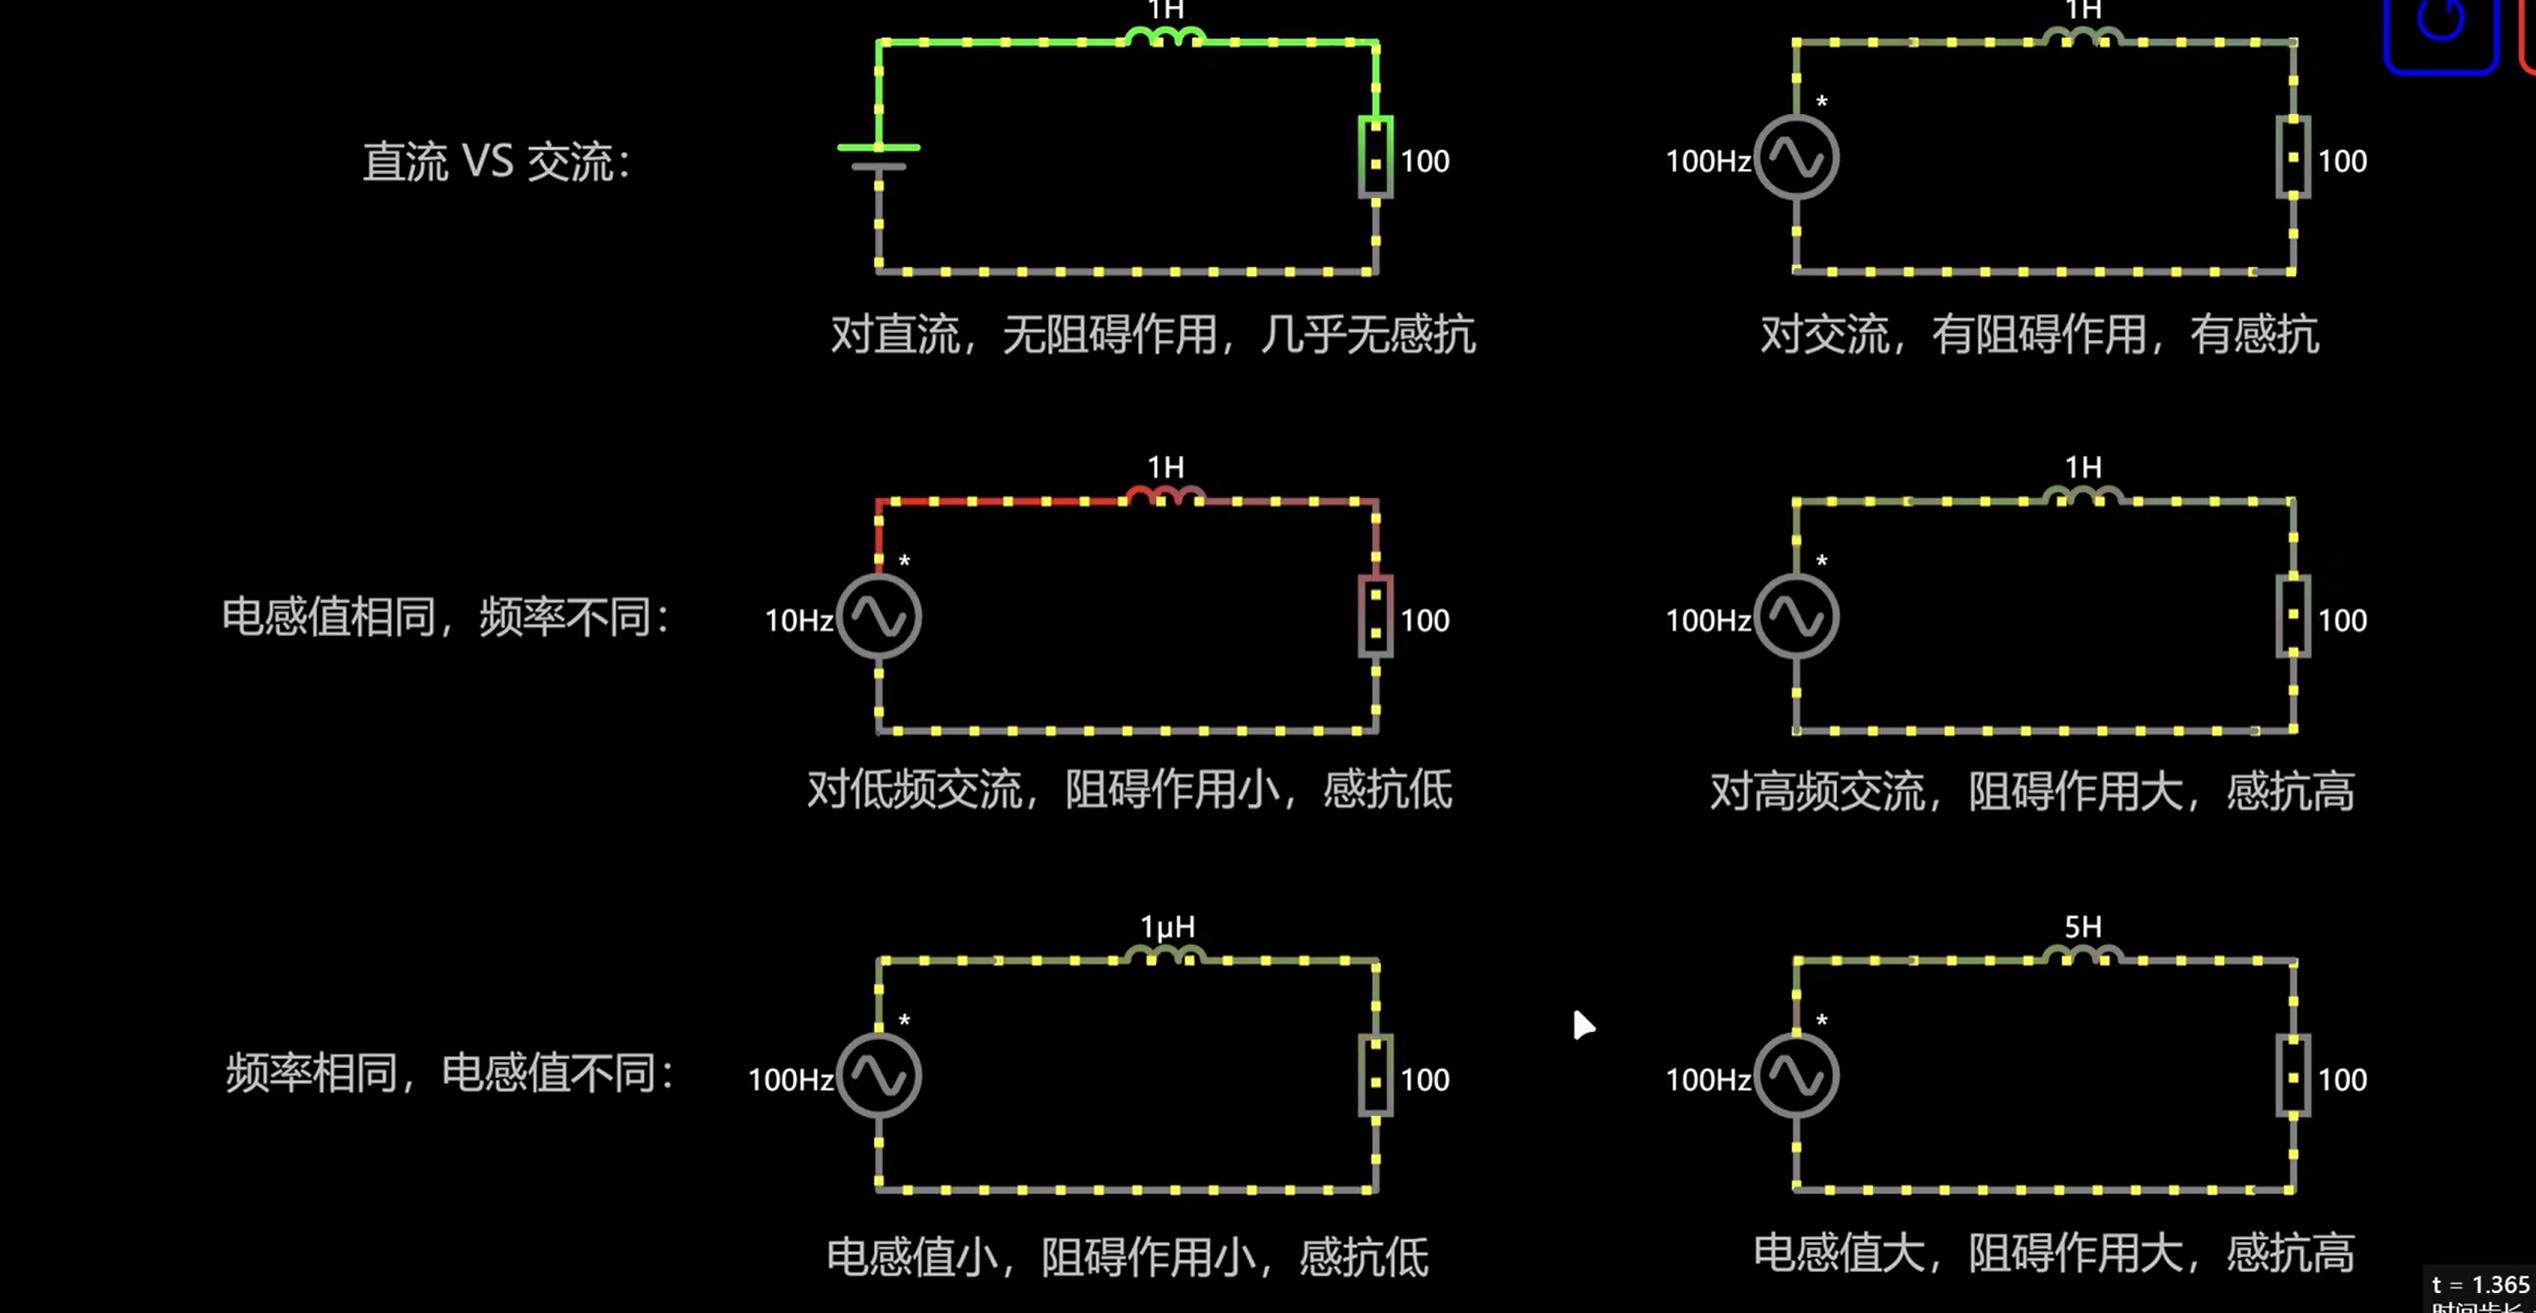 1H
1H
G
*
直流 VS 交流：
100
100Hz
100
对直流，无阻碍作用，几乎无感抗
对交流，有阻碍作用，有感抗
1H
1H
*
*
电感值相同，频率不同：
10Hz
100
100Hz
100
对低频交流，阻碍作用小，感抗低
对高频交流，阻碍作用大，感抗高
1μH
5H
*
*
频率相同，电感值不同：
100Hz
100
100Hz
100
电感值小，阻碍作用小，感抗低
电感值大，阻碍作用大，感抗高
t = 1.365
时间步长